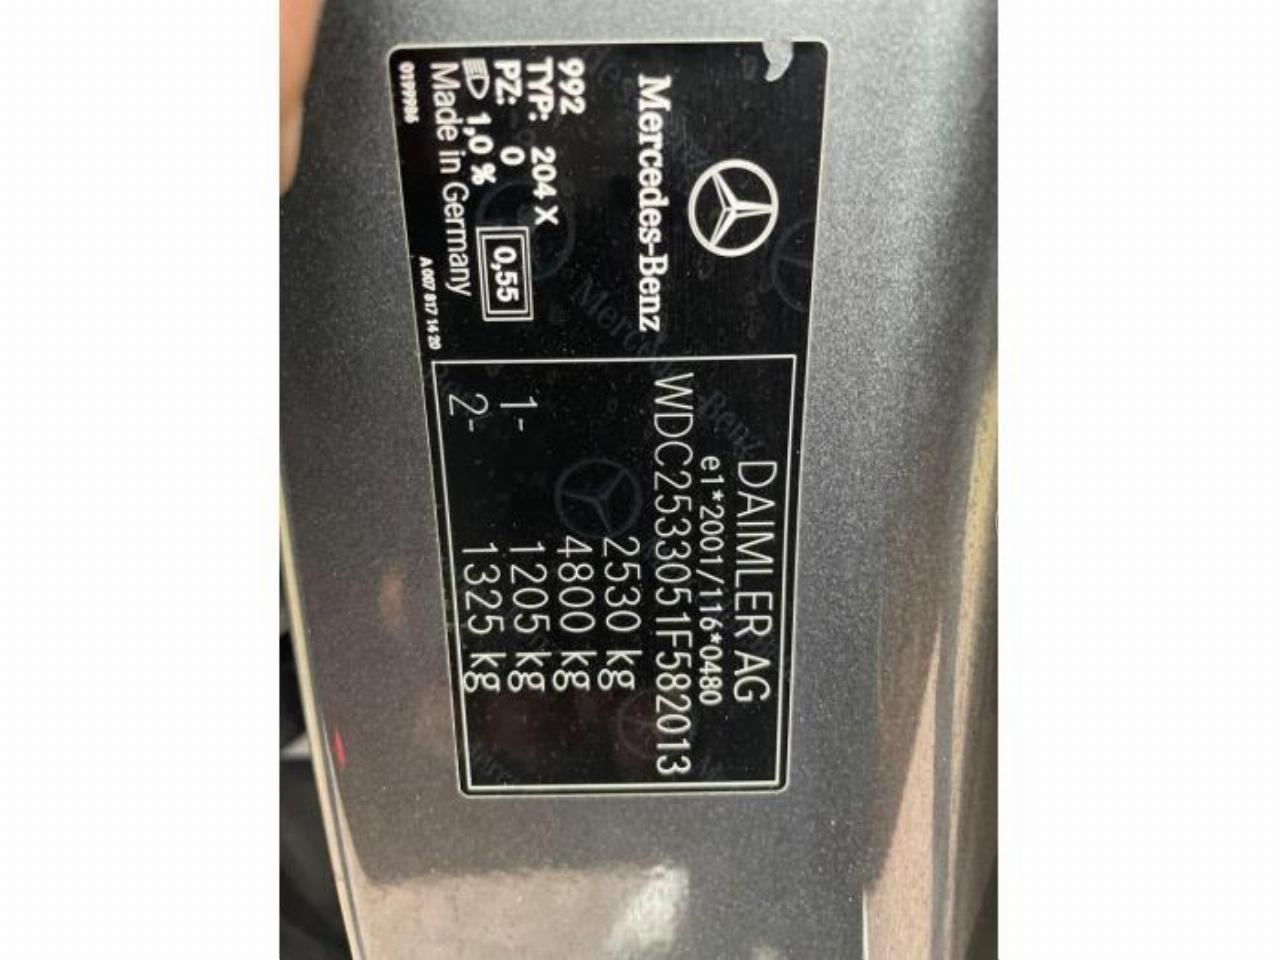 Mercedes-Benz
992
TYP: 204 X
PZ: 0
0,55
1,0 %
Made in Germany
0199986
A 007 817 14 20
DAIMLER AG
e1*2001/116*0480
WDC2533051F582013
2530 kg
4800 kg
1- 1205 kg
2- 1325 kg